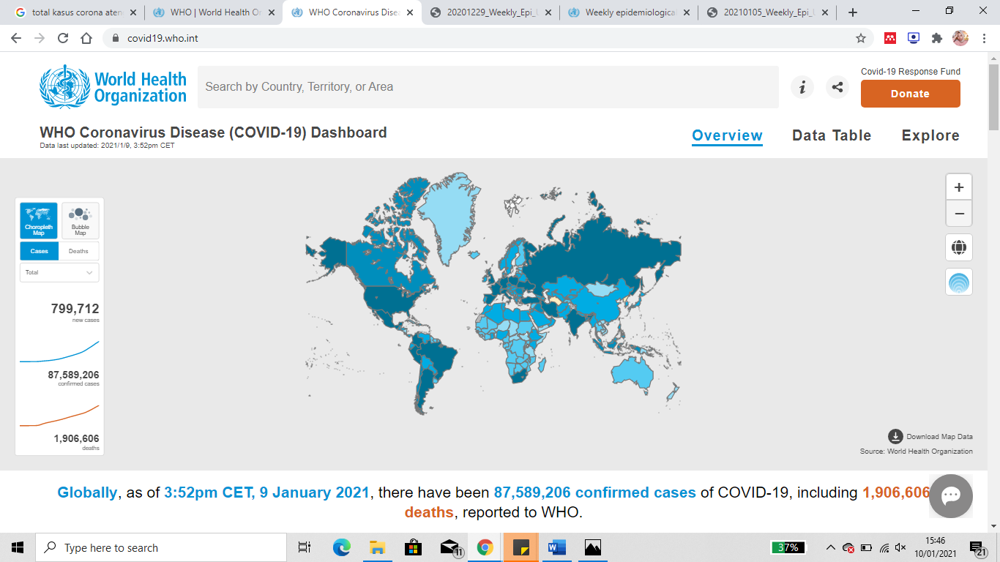 total kasus corona aten
WHO | World Health Or
WHO Coronavirus Dise
20201229_Weekly_Epi_U
Weekly epidemiological
20210105_Weekly_Epi_U
covid19.who.int
World Health
Organization
Search by Country, Territory, or Area
i
Covid-19 Response Fund
Donate
WHO Coronavirus Disease (COVID-19) Dashboard
Data last updated: 2021/1/9, 3:52pm CET
Overview
Data Table
Explore
Choropleth
Map
Bubble
Map
Cases
Deaths
Total
799,712
new cases
87,589,206
confirmed cases
1,906,606
deaths
+
−
Download Map Data
Source: World Health Organization
Globally, as of 3:52pm CET, 9 January 2021, there have been 87,589,206 confirmed cases of COVID-19, including 1,906,606
deaths, reported to WHO.
Type here to search
11
37%
15:46
10/01/2021
21